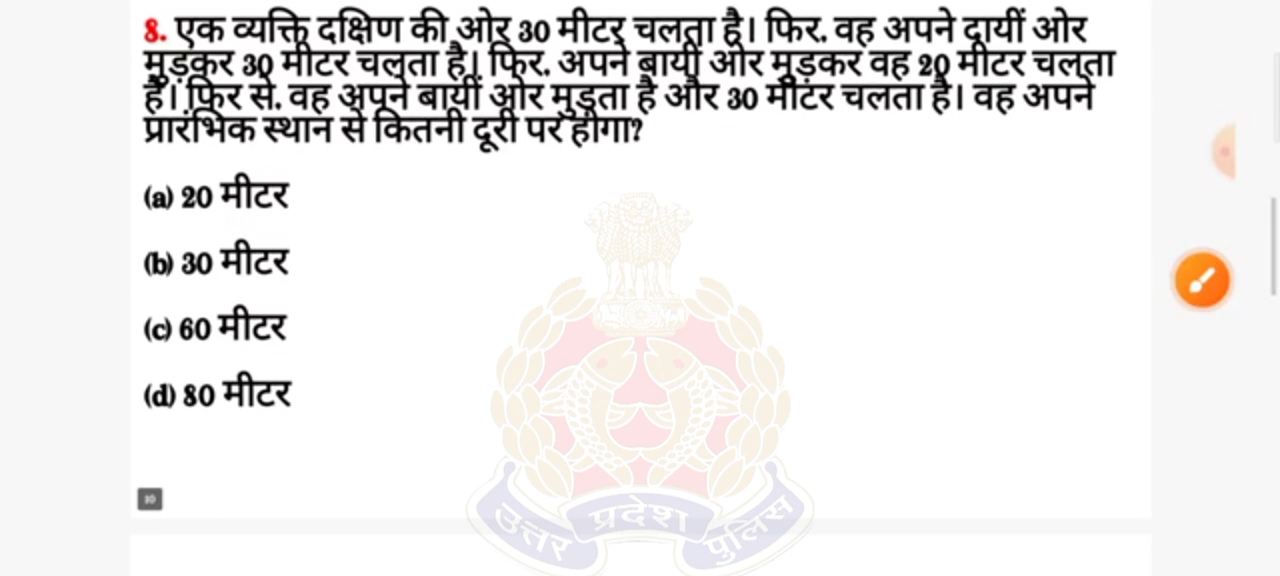 8. एक व्यक्ति दक्षिण की ओर 30 मीटर चलता है। फिर. वह अपने दायीं ओर
मुड़कर 30 मीटर चलता है। फिर. अपने बायीं ओर मुड़कर वह 20 मीटर चलता
है। फिर से. वह अपने बायीं ओर मुड़ता है और 30 मीटर चलता है। वह अपने
प्रारंभिक स्थान से कितनी दूरी पर होगा?
(a) 20 मीटर
(b) 30 मीटर
(c) 60 मीटर
(d) 80 मीटर
10
उत्तर प्रदेश पुलिस